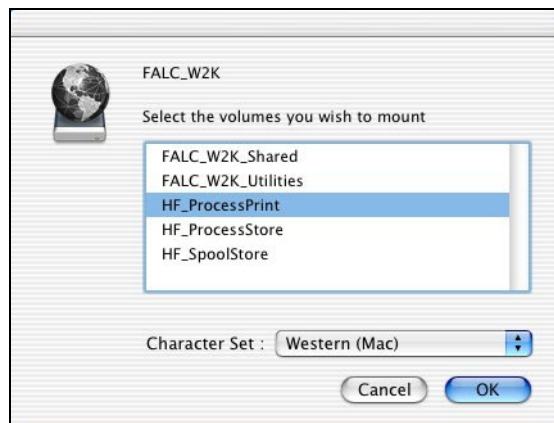 FALC_W2K
Select the volumes you wish to mount
FALC_W2K_Shared
FALC_W2K_Utilities
HF_ProcessPrint
HF_ProcessStore
HF_SpoolStore
Character Set : Western (Mac)
Cancel OK